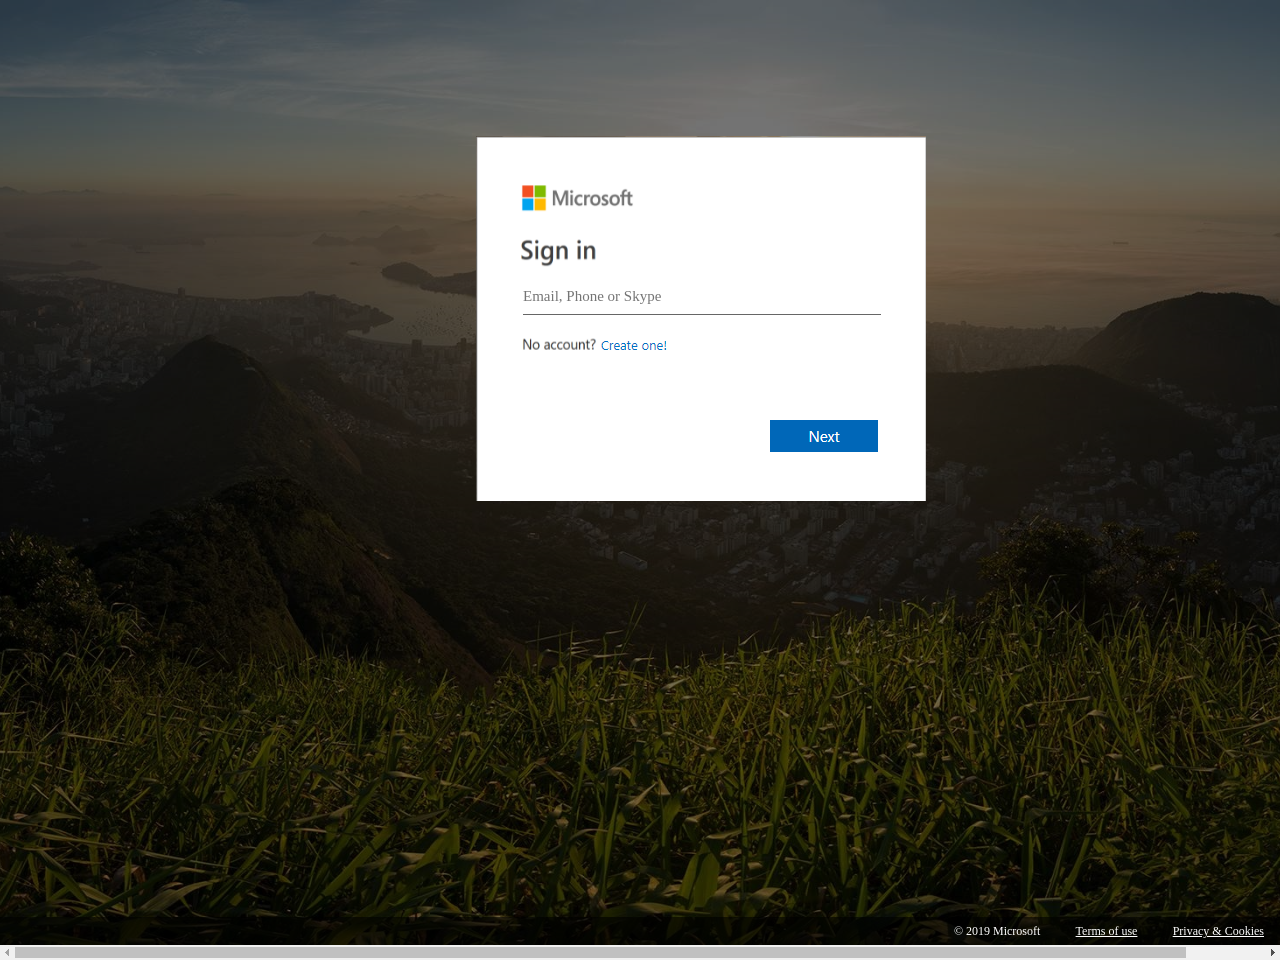 Microsoft
Sign in
Email, Phone or Skype
No account? Create one!
Next
© 2019 Microsoft Terms of use Privacy & Cookies